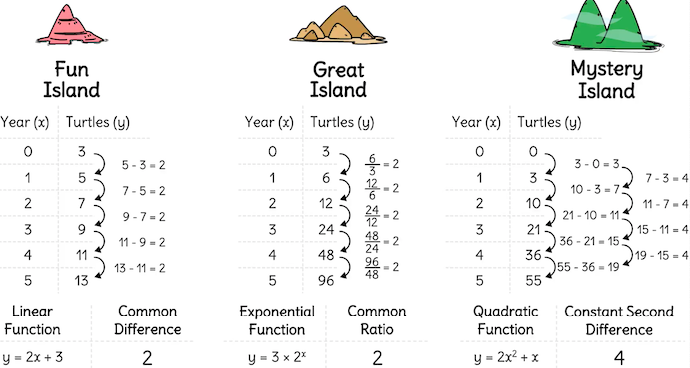 Fun
Island
Year (x) Turtles (y)
0 3
5 - 3 = 2
1 5
7 - 5 = 2
2 7
9 - 7 = 2
3 9
11 - 9 = 2
4 11
13 - 11 = 2
5 13
Linear
Function
Common
Difference
y = 2x + 3
2
Great
Island
Year (x) Turtles (y)
0 3
6/3 = 2
1 6
12/6 = 2
2 12
24/12 = 2
3 24
48/24 = 2
4 48
96/48 = 2
5 96
Exponential
Function
Common
Ratio
y = 3 × 2ˣ
2
Mystery
Island
Year (x) Turtles (y)
0 0
3 - 0 = 3
1 3
7 - 3 = 4
10 - 3 = 7
2 10
11 - 7 = 4
21 - 10 = 11
3 21
15 - 11 = 4
36 - 21 = 15
4 36
19 - 15 = 4
55 - 36 = 19
5 55
Quadratic
Function
Constant Second
Difference
y = 2x² + x
4